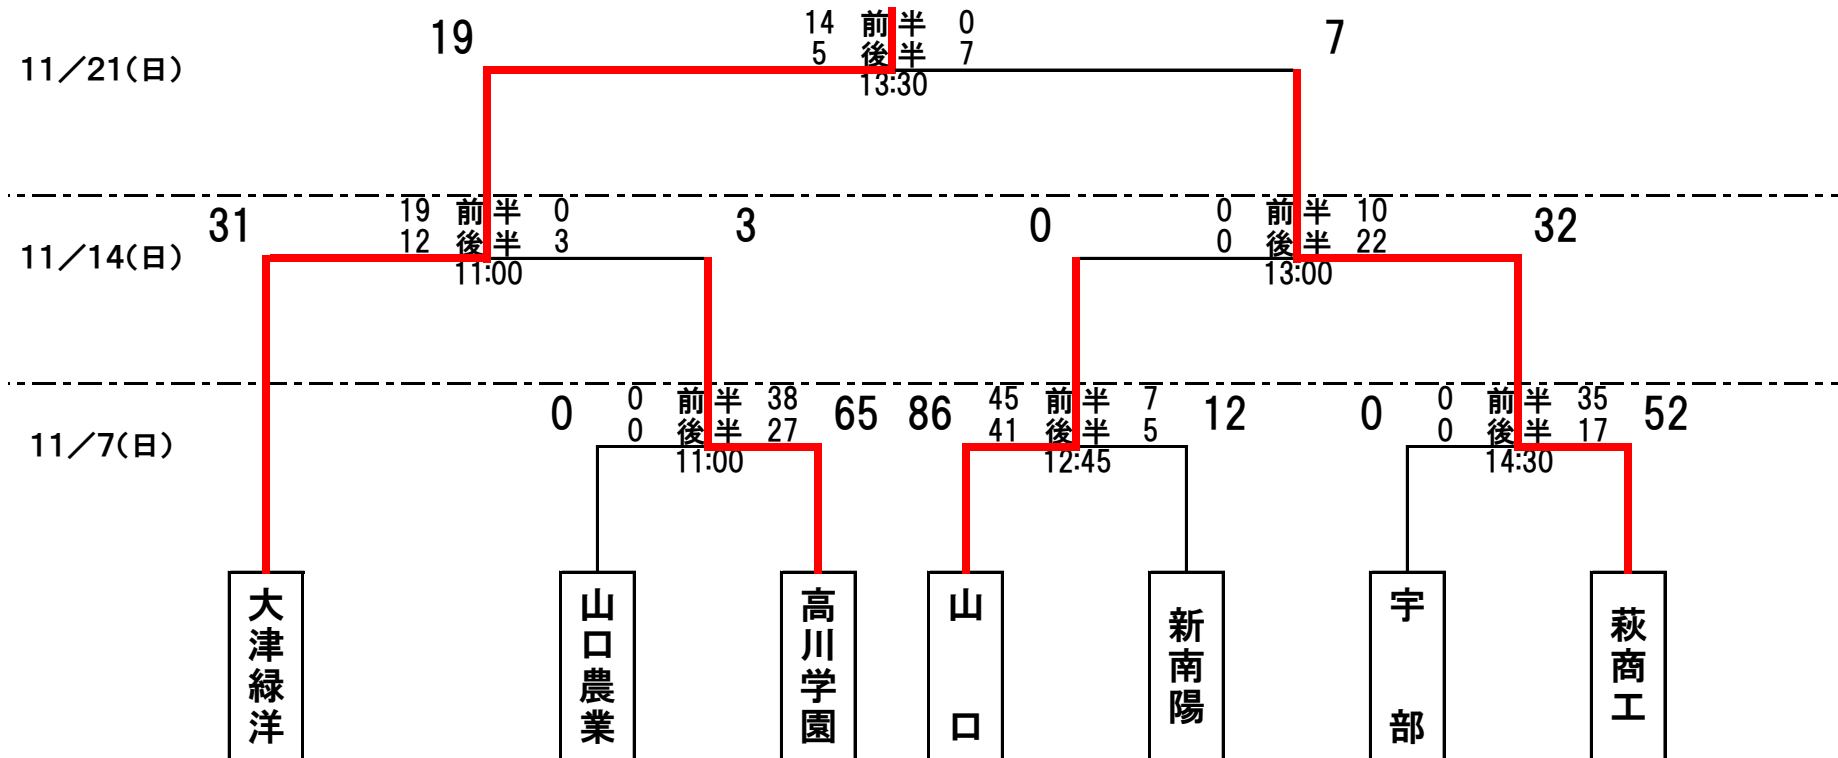 14 前半 0
19 7
5 後半 7
11／21(日)
13:30
19 前半 0
0 前半 10
31 3 0 32
12 後半 3
0 後半 22
11／14(日)
11:00
13:00
0 前半 38
45 前半 7
0 前半 35
0 65 86 12 0 52
0 後半 27
41 後半 5
0 後半 17
11／7(日)
11:00
12:45
14:30
大津緑洋
山口農業
高川学園
山口
新南陽
宇部
萩商工